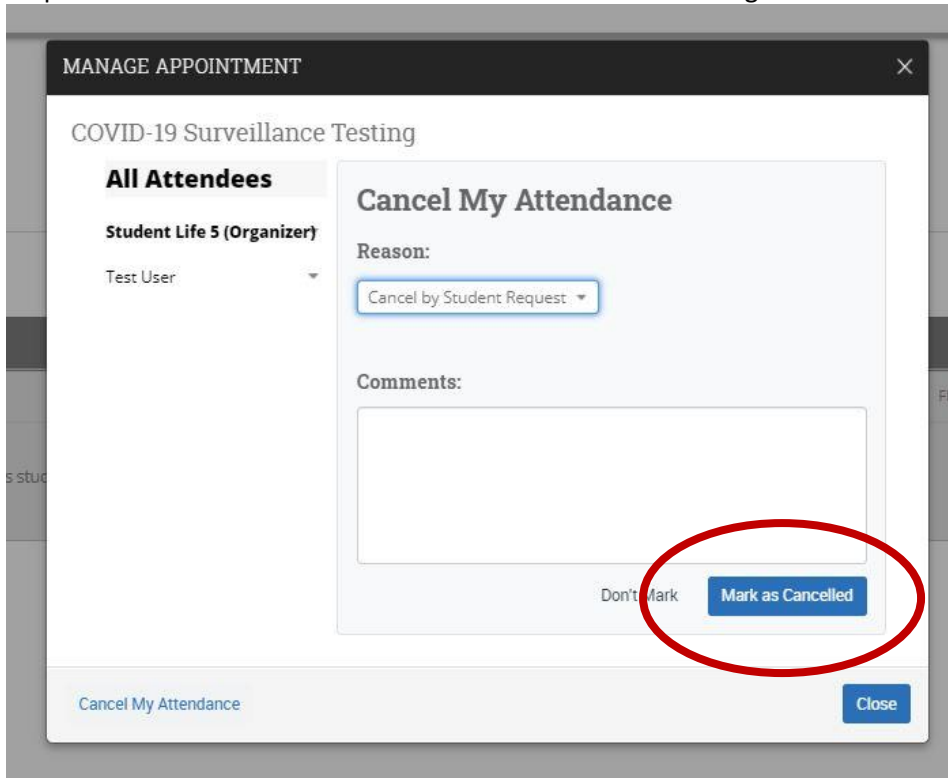 MANAGE APPOINTMENT
COVID-19 Surveillance Testing
All Attendees
Student Life 5 (Organizer)
Test User
Cancel My Attendance
Reason:
Cancel by Student Request
Comments:
Don't Mark
Mark as Cancelled
Cancel My Attendance
Close